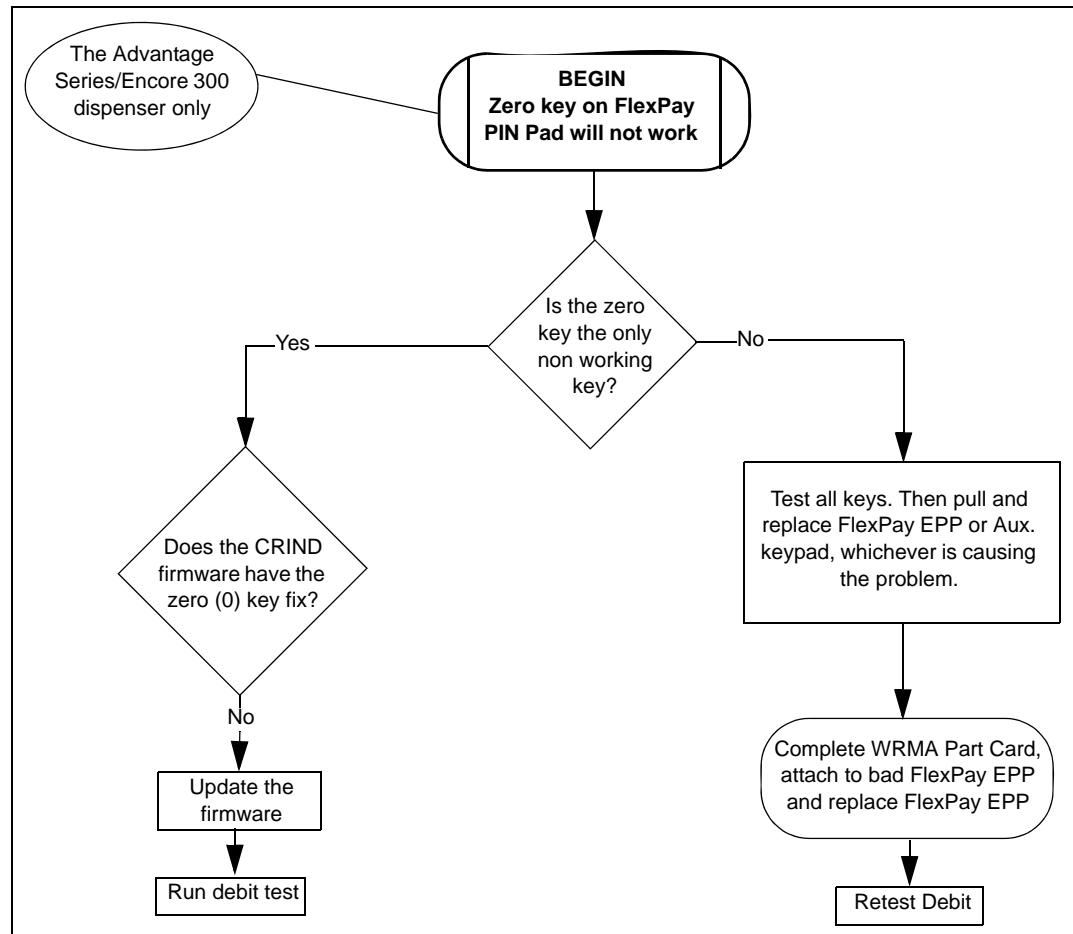 The Advantage
Series/Encore 300
dispenser only
BEGIN
Zero key on FlexPay
PIN Pad will not work
Is the zero
key the only
non working
key?
Yes
No
Does the CRIND
firmware have the
zero (0) key fix?
Test all keys. Then pull and
replace FlexPay EPP or Aux.
keypad, whichever is causing
the problem.
No
Update the
firmware
Run debit test
Complete WRMA Part Card,
attach to bad FlexPay EPP
and replace FlexPay EPP
Retest Debit